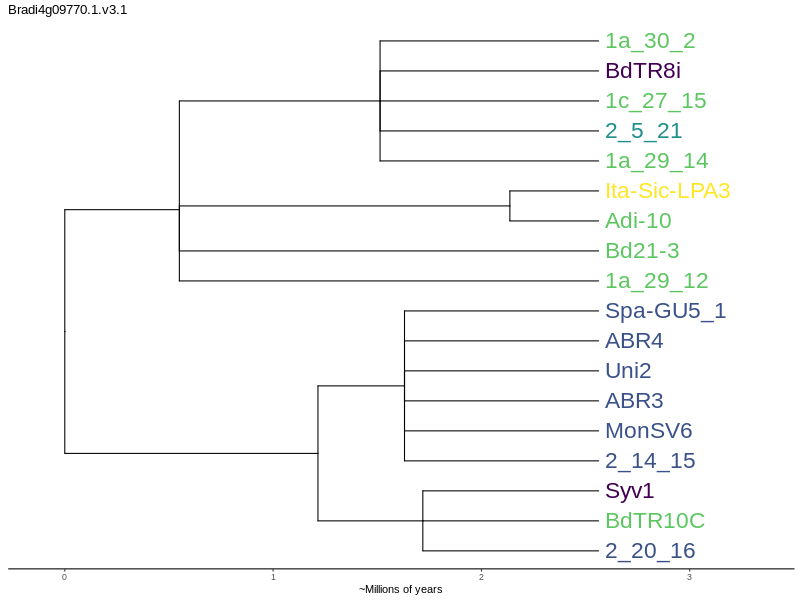 Bradi4g09770.1.v3.1
1a_30_2
BdTR8i
1c_27_15
2_5_21
1a_29_14
Ita-Sic-LPA3
Adi-10
Bd21-3
1a_29_12
Spa-GU5_1
ABR4
Uni2
ABR3
MonSV6
2_14_15
Syv1
BdTR10C
2_20_16
0 1 2 3
~Millions of years